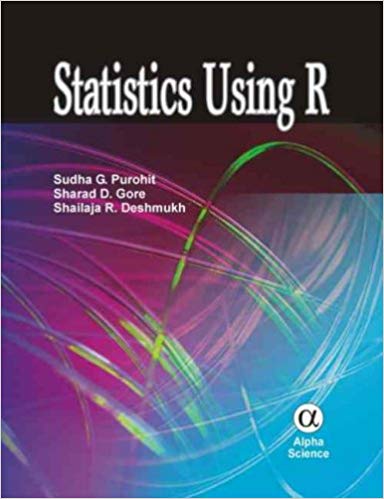 Statistics Using R
Sudha G. Purohit
Sharad D. Gore
Shailaja R. Deshmukh
α
Alpha
Science